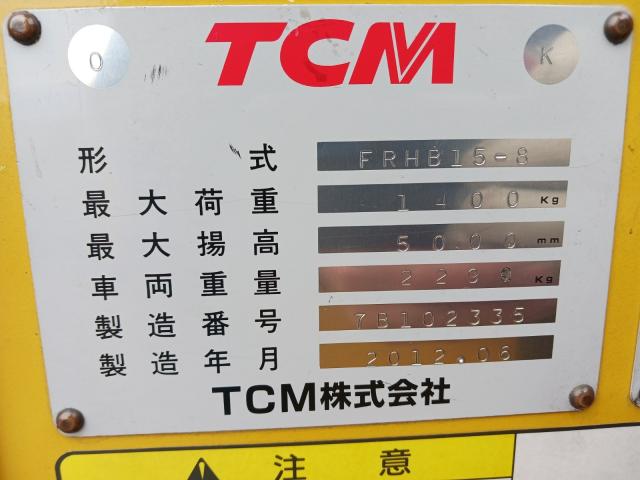 O TCM K
形式 FRHB15-8
最大荷重 1400 Kg
最大揚高 5000 mm
車両重量 Kg
製造番号 7B102335
製造年月 2012.06
TCM株式会社
注意